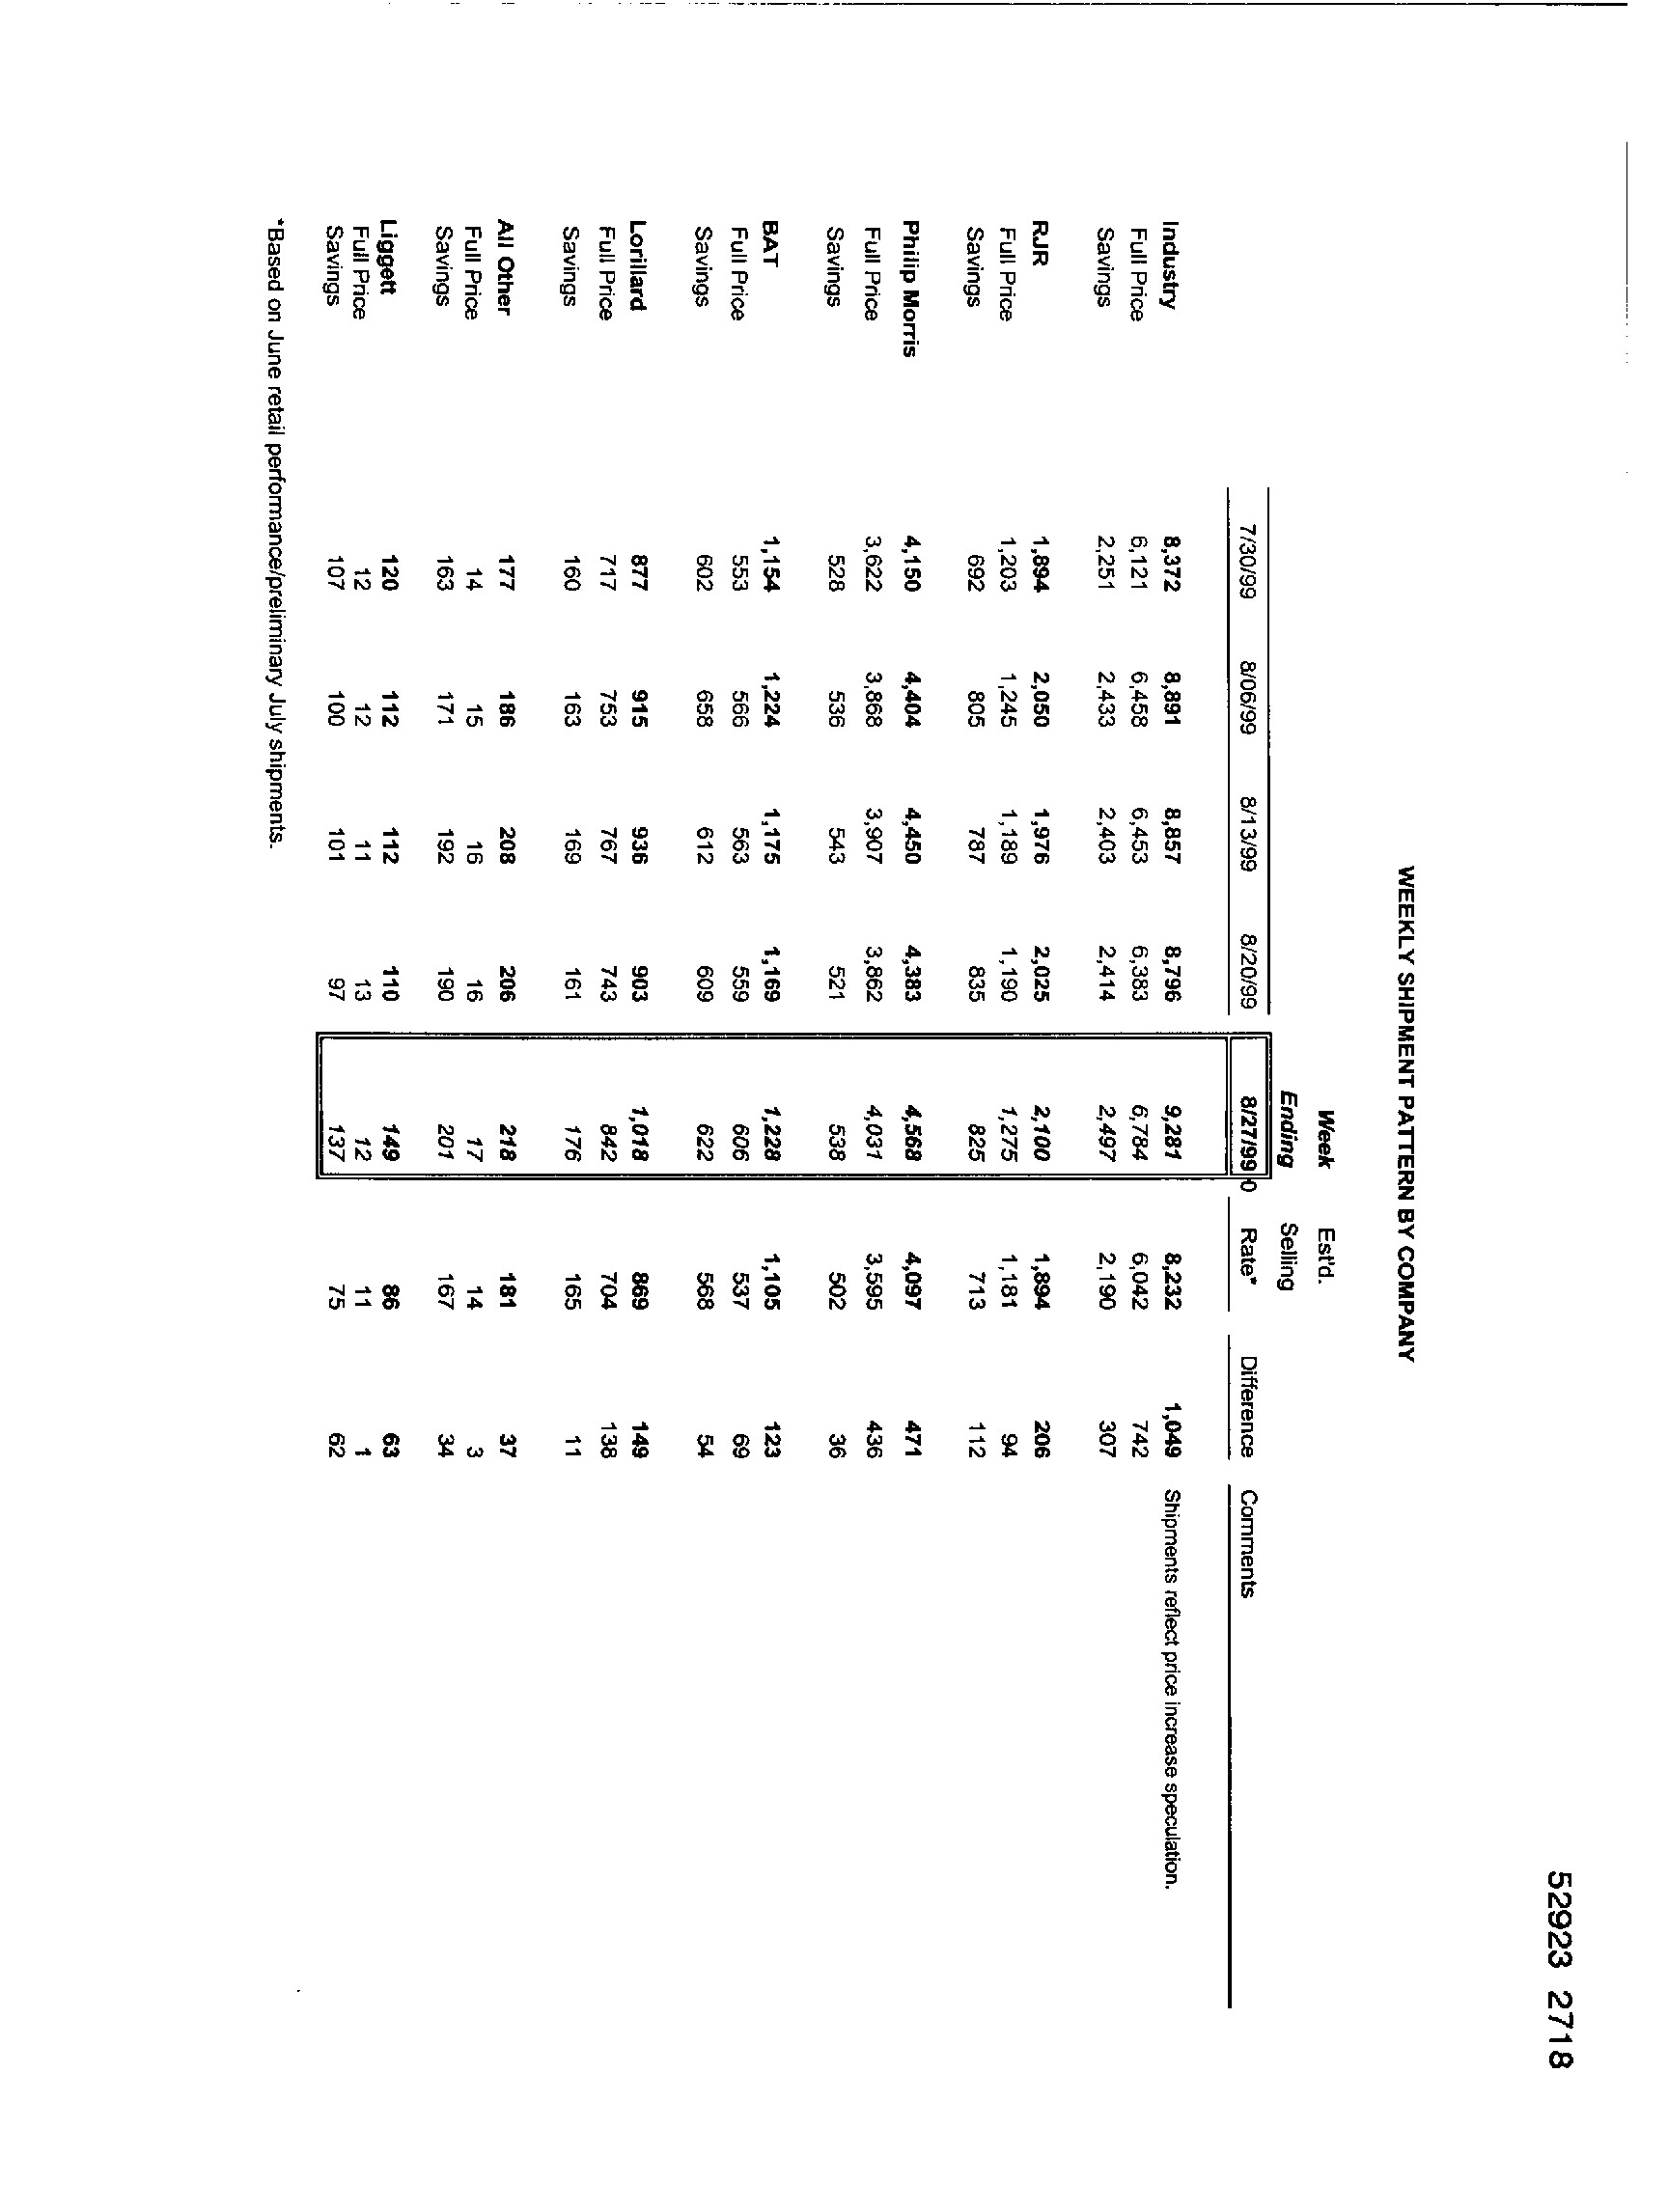 52923 2718
WEEKLY SHIPMENT PATTERN BY COMPANY
Week Est'd.
Ending Selling
7/30/99 8/06/99 8/13/99 8/20/99 8/27/99 0 Rate* Difference Comments
Industry 8,372 8,891 8,857 8,796 9,281 8,232 1,049 Shipments reflect price increase speculation.
Full Price 6,121 6,458 6,453 6,383 6,784 6,042 742
Savings 2,251 2,433 2,403 2,414 2,497 2,190 307
RJR 1,894 2,050 1,976 2,025 2,100 1,894 206
Full Price 1,203 1,245 1,189 1,190 1,275 1,181 94
Savings 692 805 787 835 825 713 112
Philip Morris 4,150 4,404 4,450 4,383 4,568 4,097 471
Full Price 3,622 3,868 3,907 3,862 4,031 3,595 436
Savings 528 536 543 521 538 502 36
BAT 1,154 1,224 1,175 1,169 1,228 1,105 123
Full Price 553 566 563 559 606 537 69
Savings 602 658 612 609 622 568 54
Lorillard 877 915 936 903 1,018 869 149
Full Price 717 753 767 743 842 704 138
Savings 160 163 169 161 176 165 11
All Other 177 186 208 206 218 181 37
Full Price 14 15 16 16 17 14 3
Savings 163 171 192 190 201 167 34
Liggett 120 112 112 110 149 86 63
Full Price 12 12 11 13 12 11 1
Savings 107 100 101 97 137 75 62
*Based on June retail performance/preliminary July shipments.